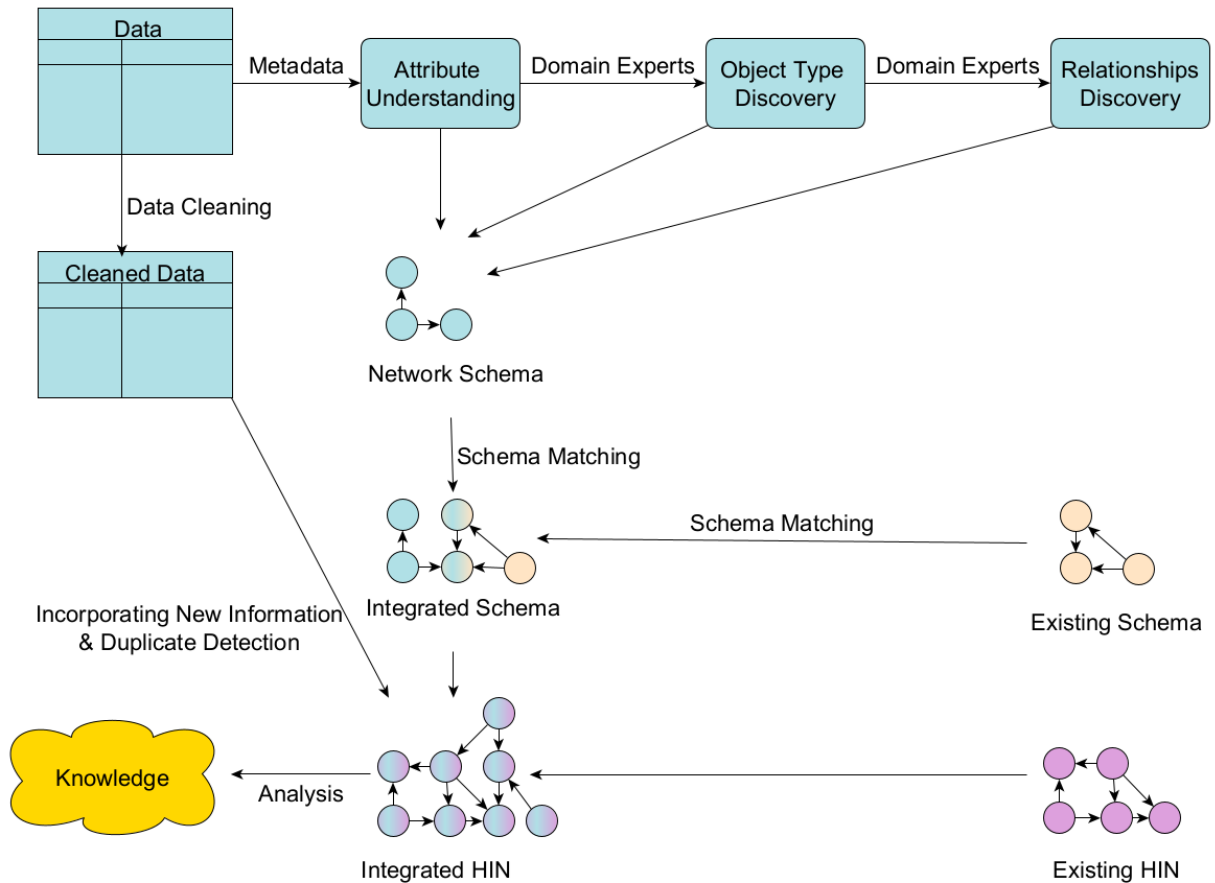 Data
Metadata
Attribute
Understanding
Domain Experts
Object Type
Discovery
Domain Experts
Relationships
Discovery
Data Cleaning
Cleaned Data
Network Schema
Schema Matching
Schema Matching
Integrated Schema
Existing Schema
Incorporating New Information
& Duplicate Detection
Knowledge
Analysis
Integrated HIN
Existing HIN